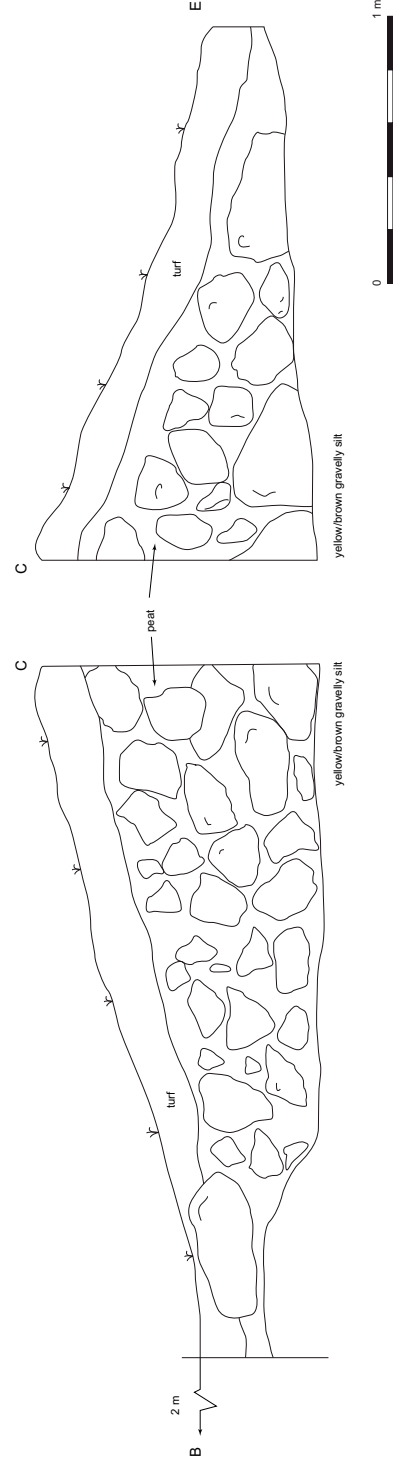 B
2 m
turf
C
yellow/brown gravelly silt
peat
C
turf
yellow/brown gravelly silt
E
0
1 m